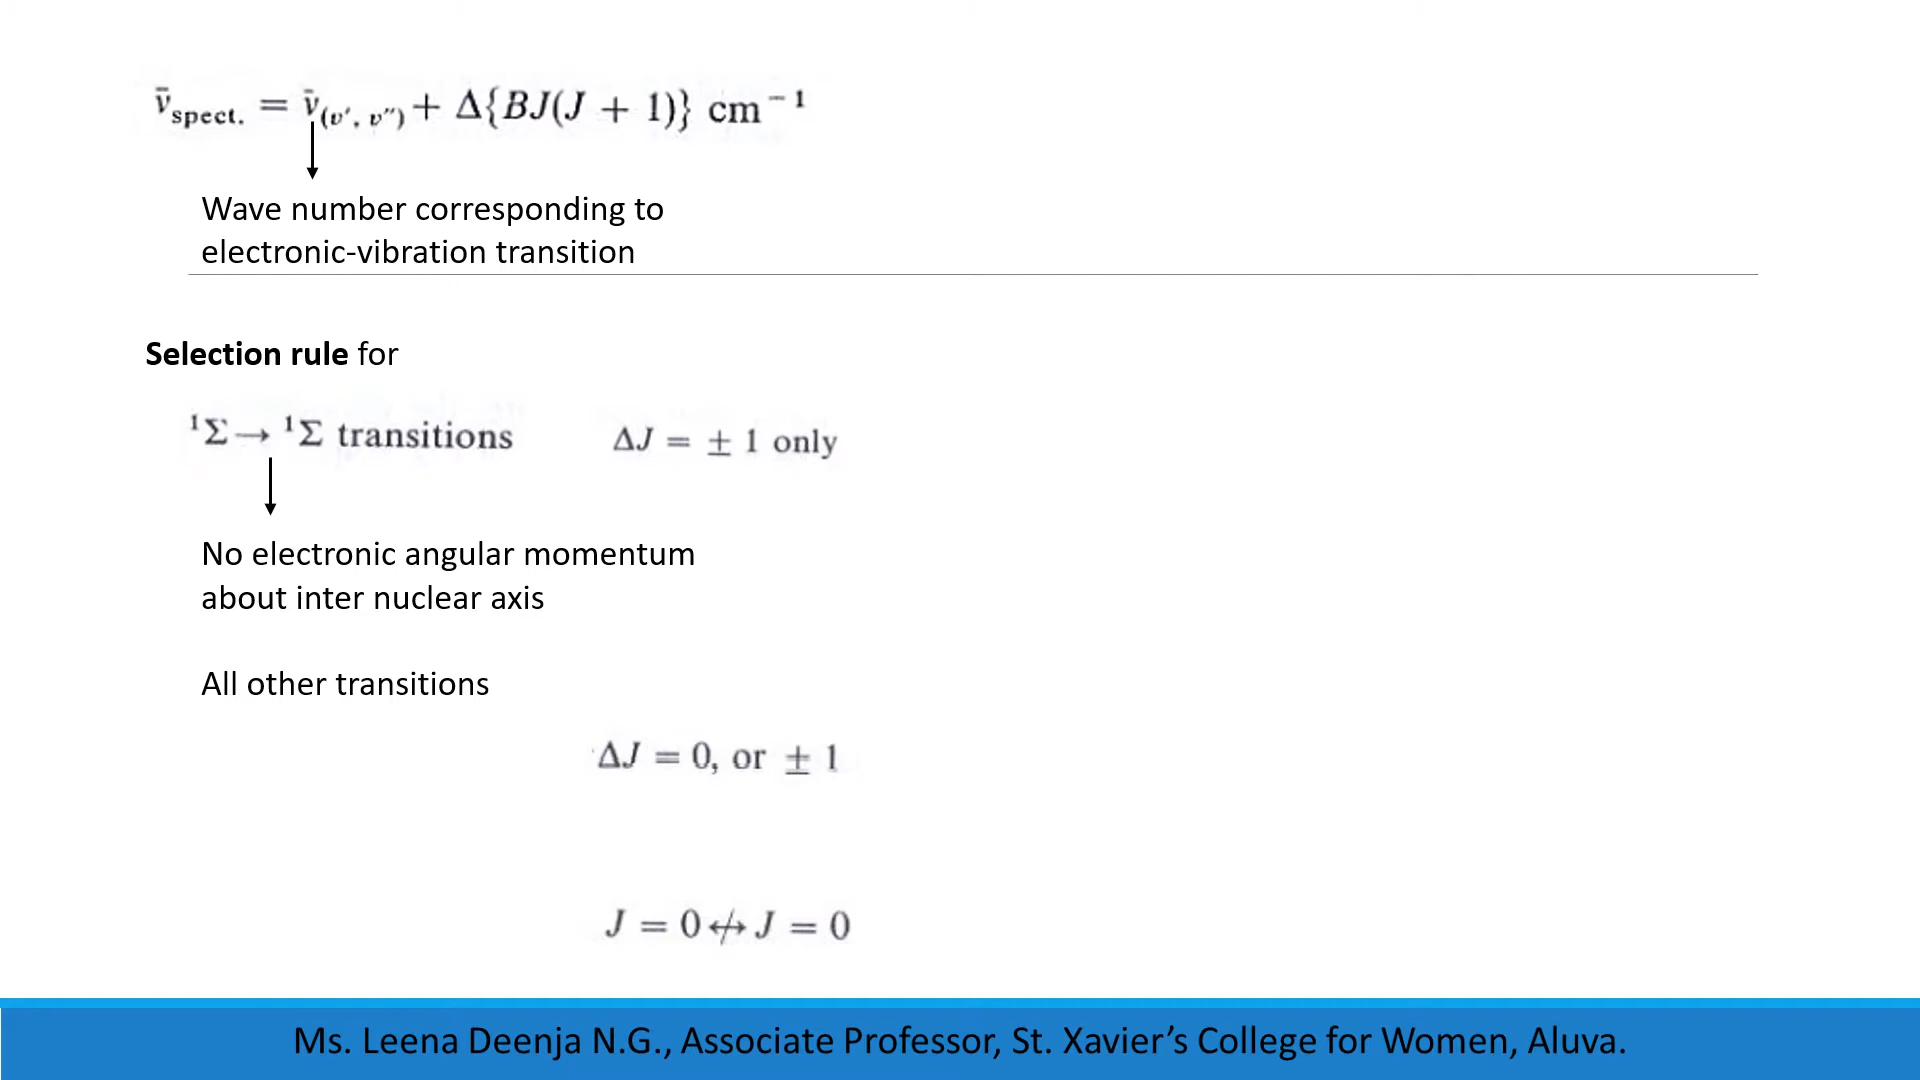 ν̄spect. = ν̄(v′, v″) + Δ{BJ(J + 1)} cm⁻¹
Wave number corresponding to
electronic-vibration transition
Selection rule for
¹Σ → ¹Σ transitions ΔJ = ± 1 only
No electronic angular momentum
about inter nuclear axis
All other transitions
ΔJ = 0, or ± 1
J = 0 ↮ J = 0
Ms. Leena Deenja N.G., Associate Professor, St. Xavier’s College for Women, Aluva.